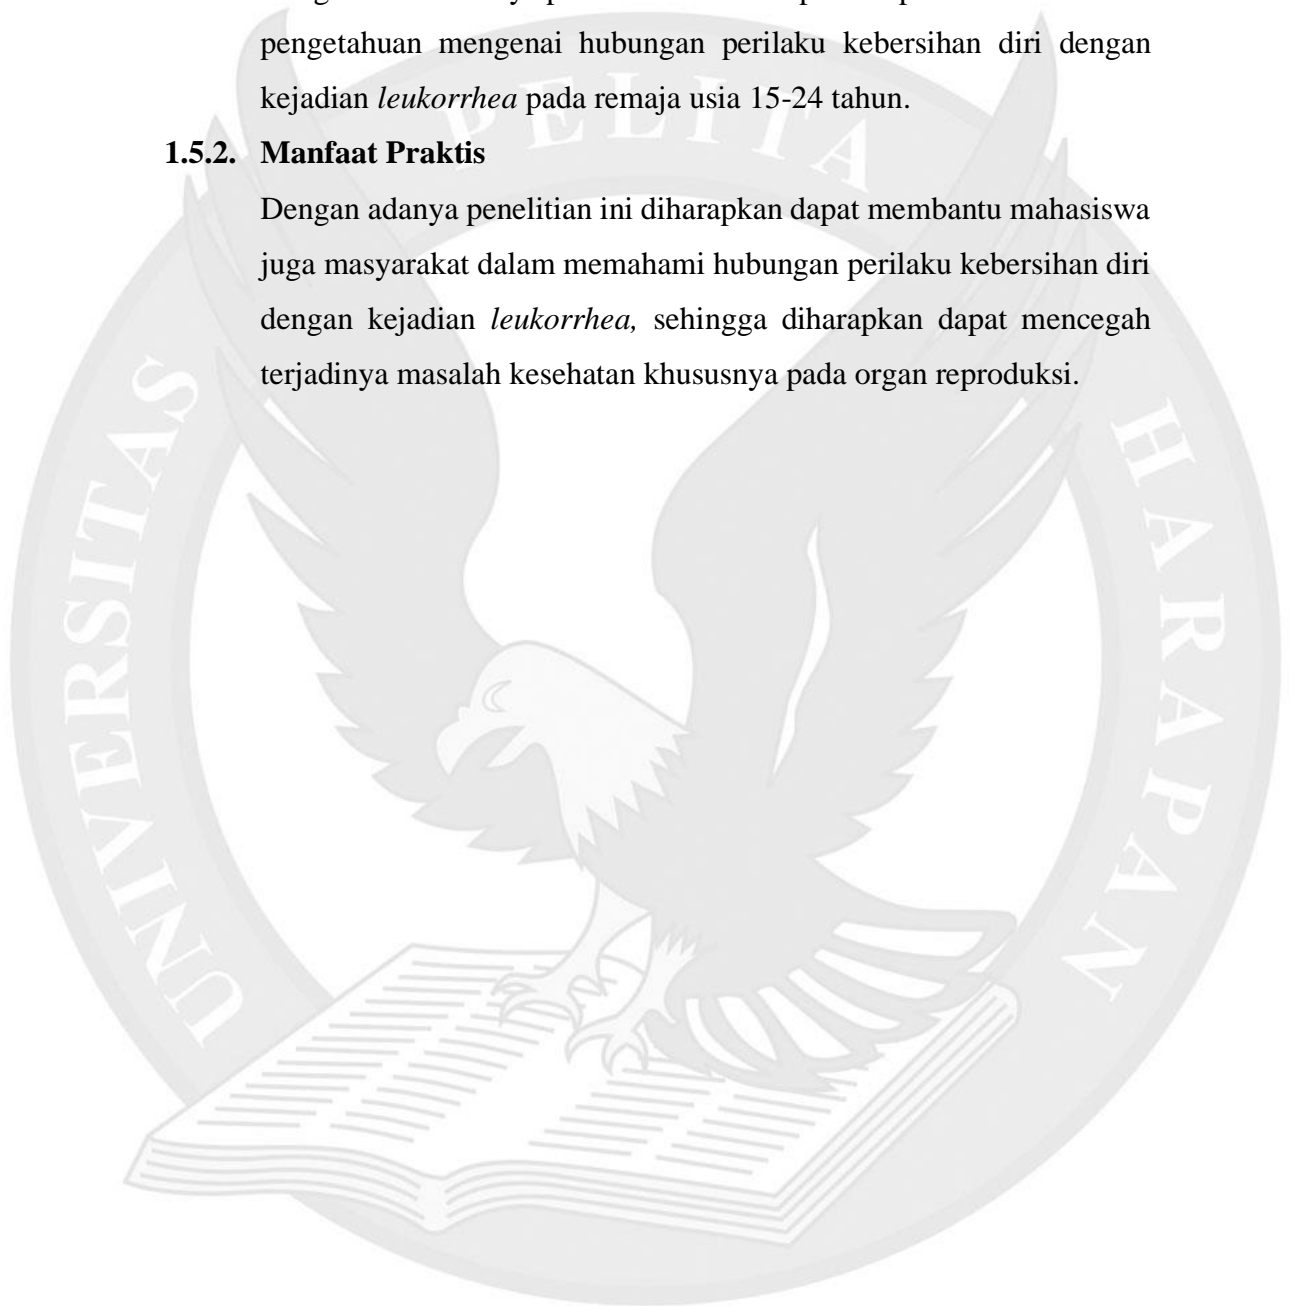 pengetahuan mengenai hubungan perilaku kebersihan diri dengan
kejadian leukorrhea pada remaja usia 15-24 tahun.
1.5.2. Manfaat Praktis
Dengan adanya penelitian ini diharapkan dapat membantu mahasiswa
juga masyarakat dalam memahami hubungan perilaku kebersihan diri
dengan kejadian leukorrhea, sehingga diharapkan dapat mencegah
terjadinya masalah kesehatan khususnya pada organ reproduksi.
UNIVERSITAS
PELITA
HARAPAN